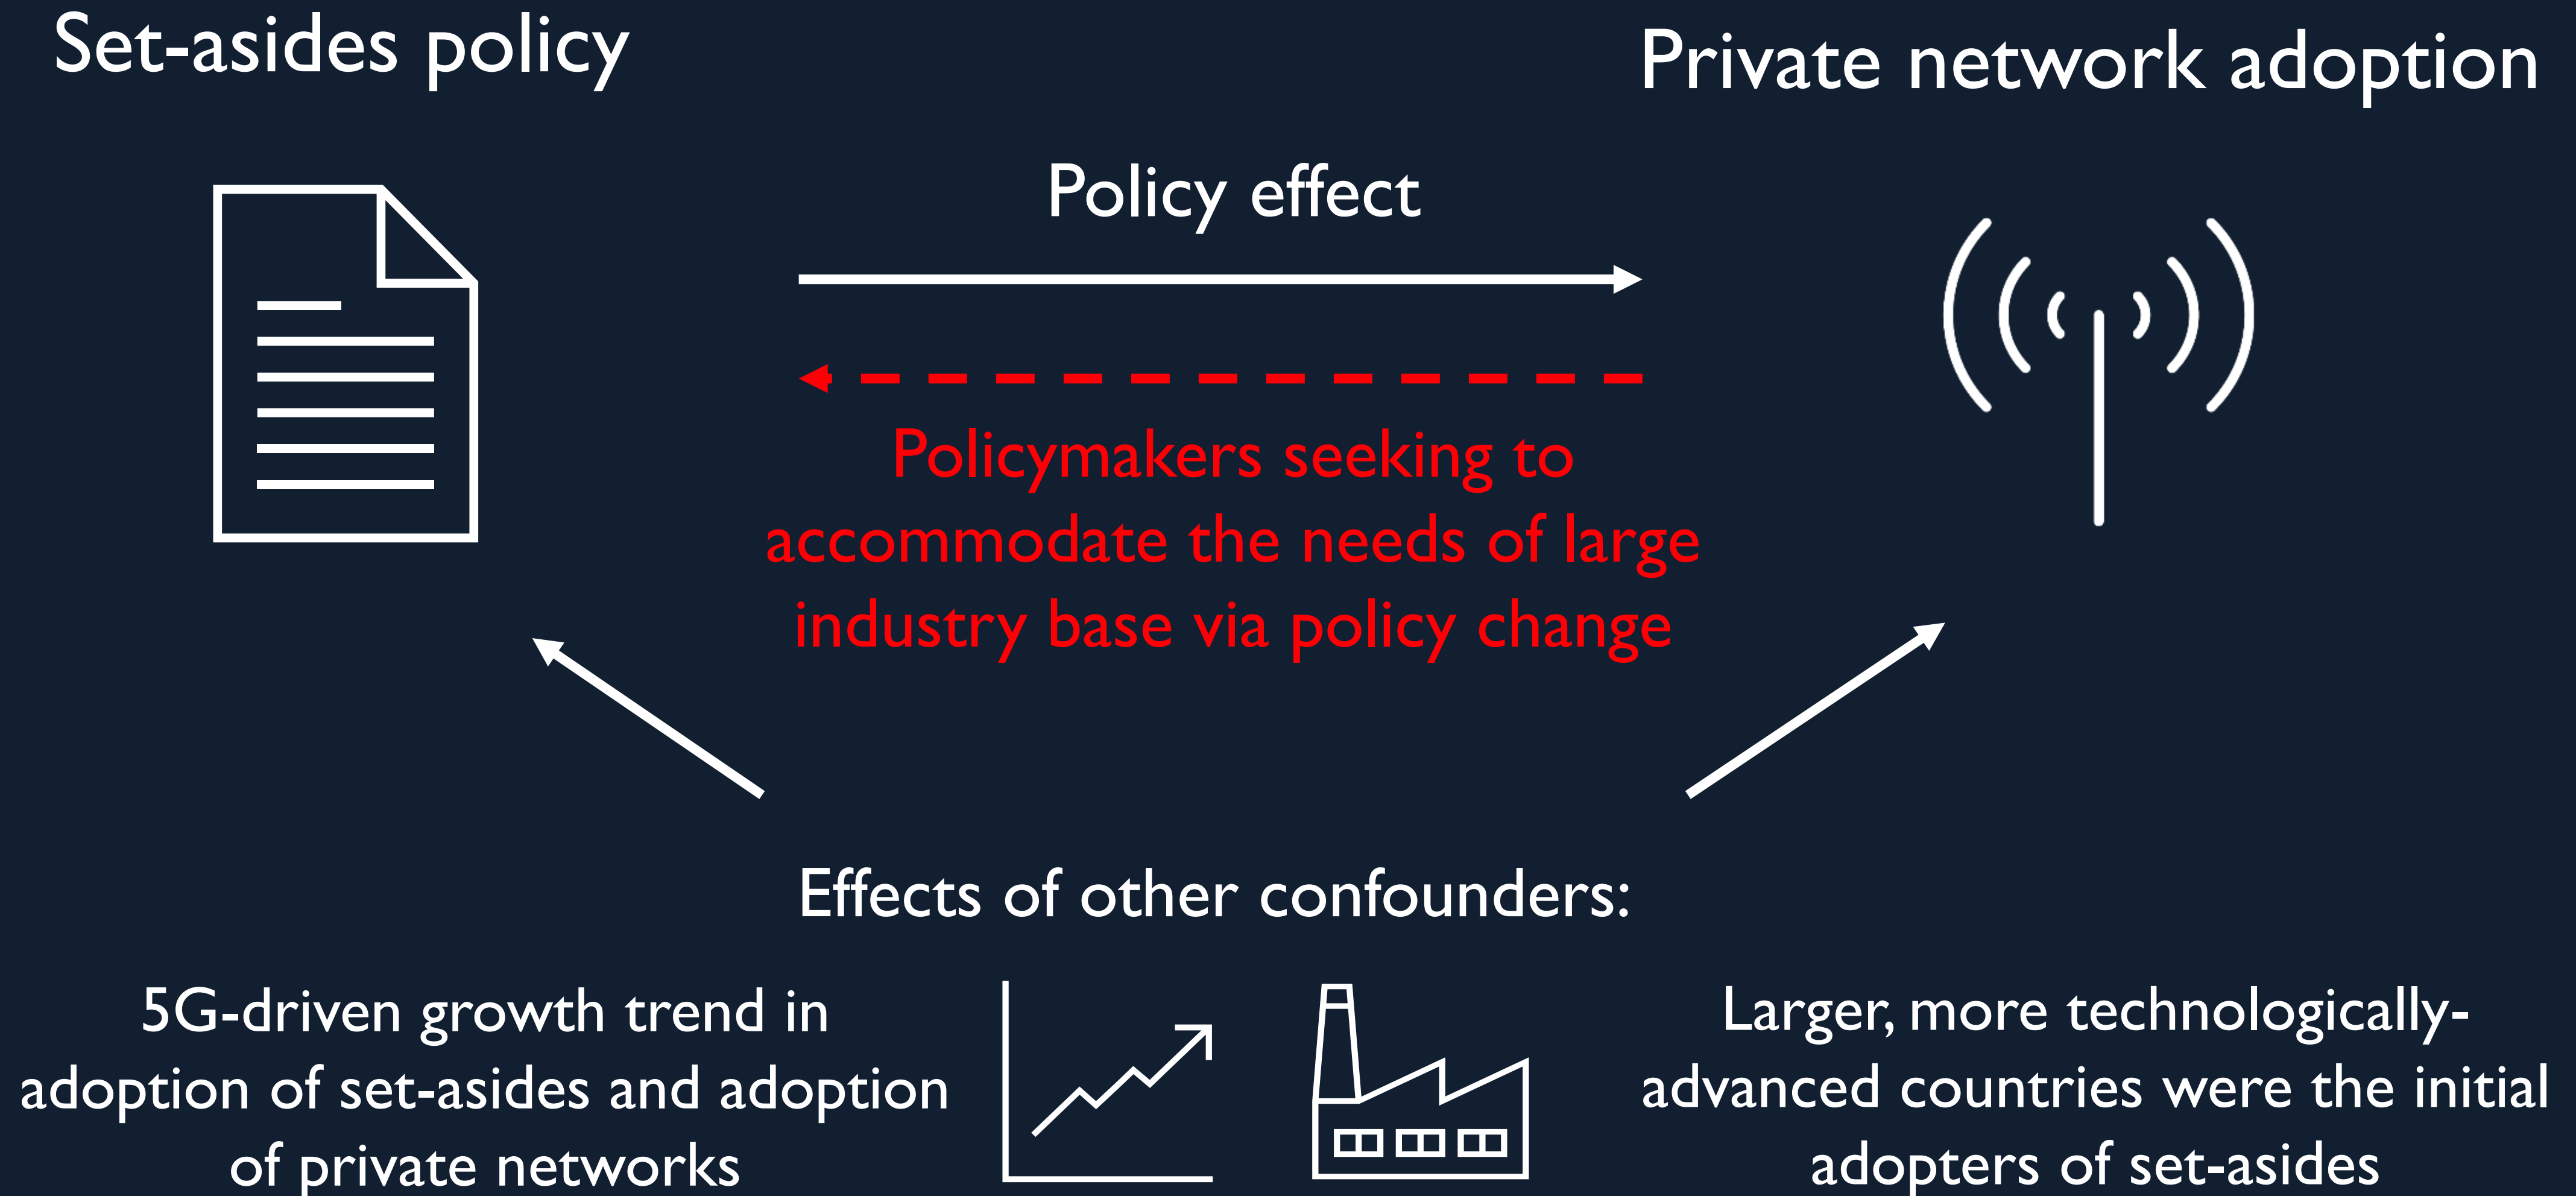 Set-asides policy
Private network adoption
Policy effect
Policymakers seeking to
accommodate the needs of large
industry base via policy change
Effects of other confounders:
5G-driven growth trend in
adoption of set-asides and adoption
of private networks
Larger, more technologically-
advanced countries were the initial
adopters of set-asides